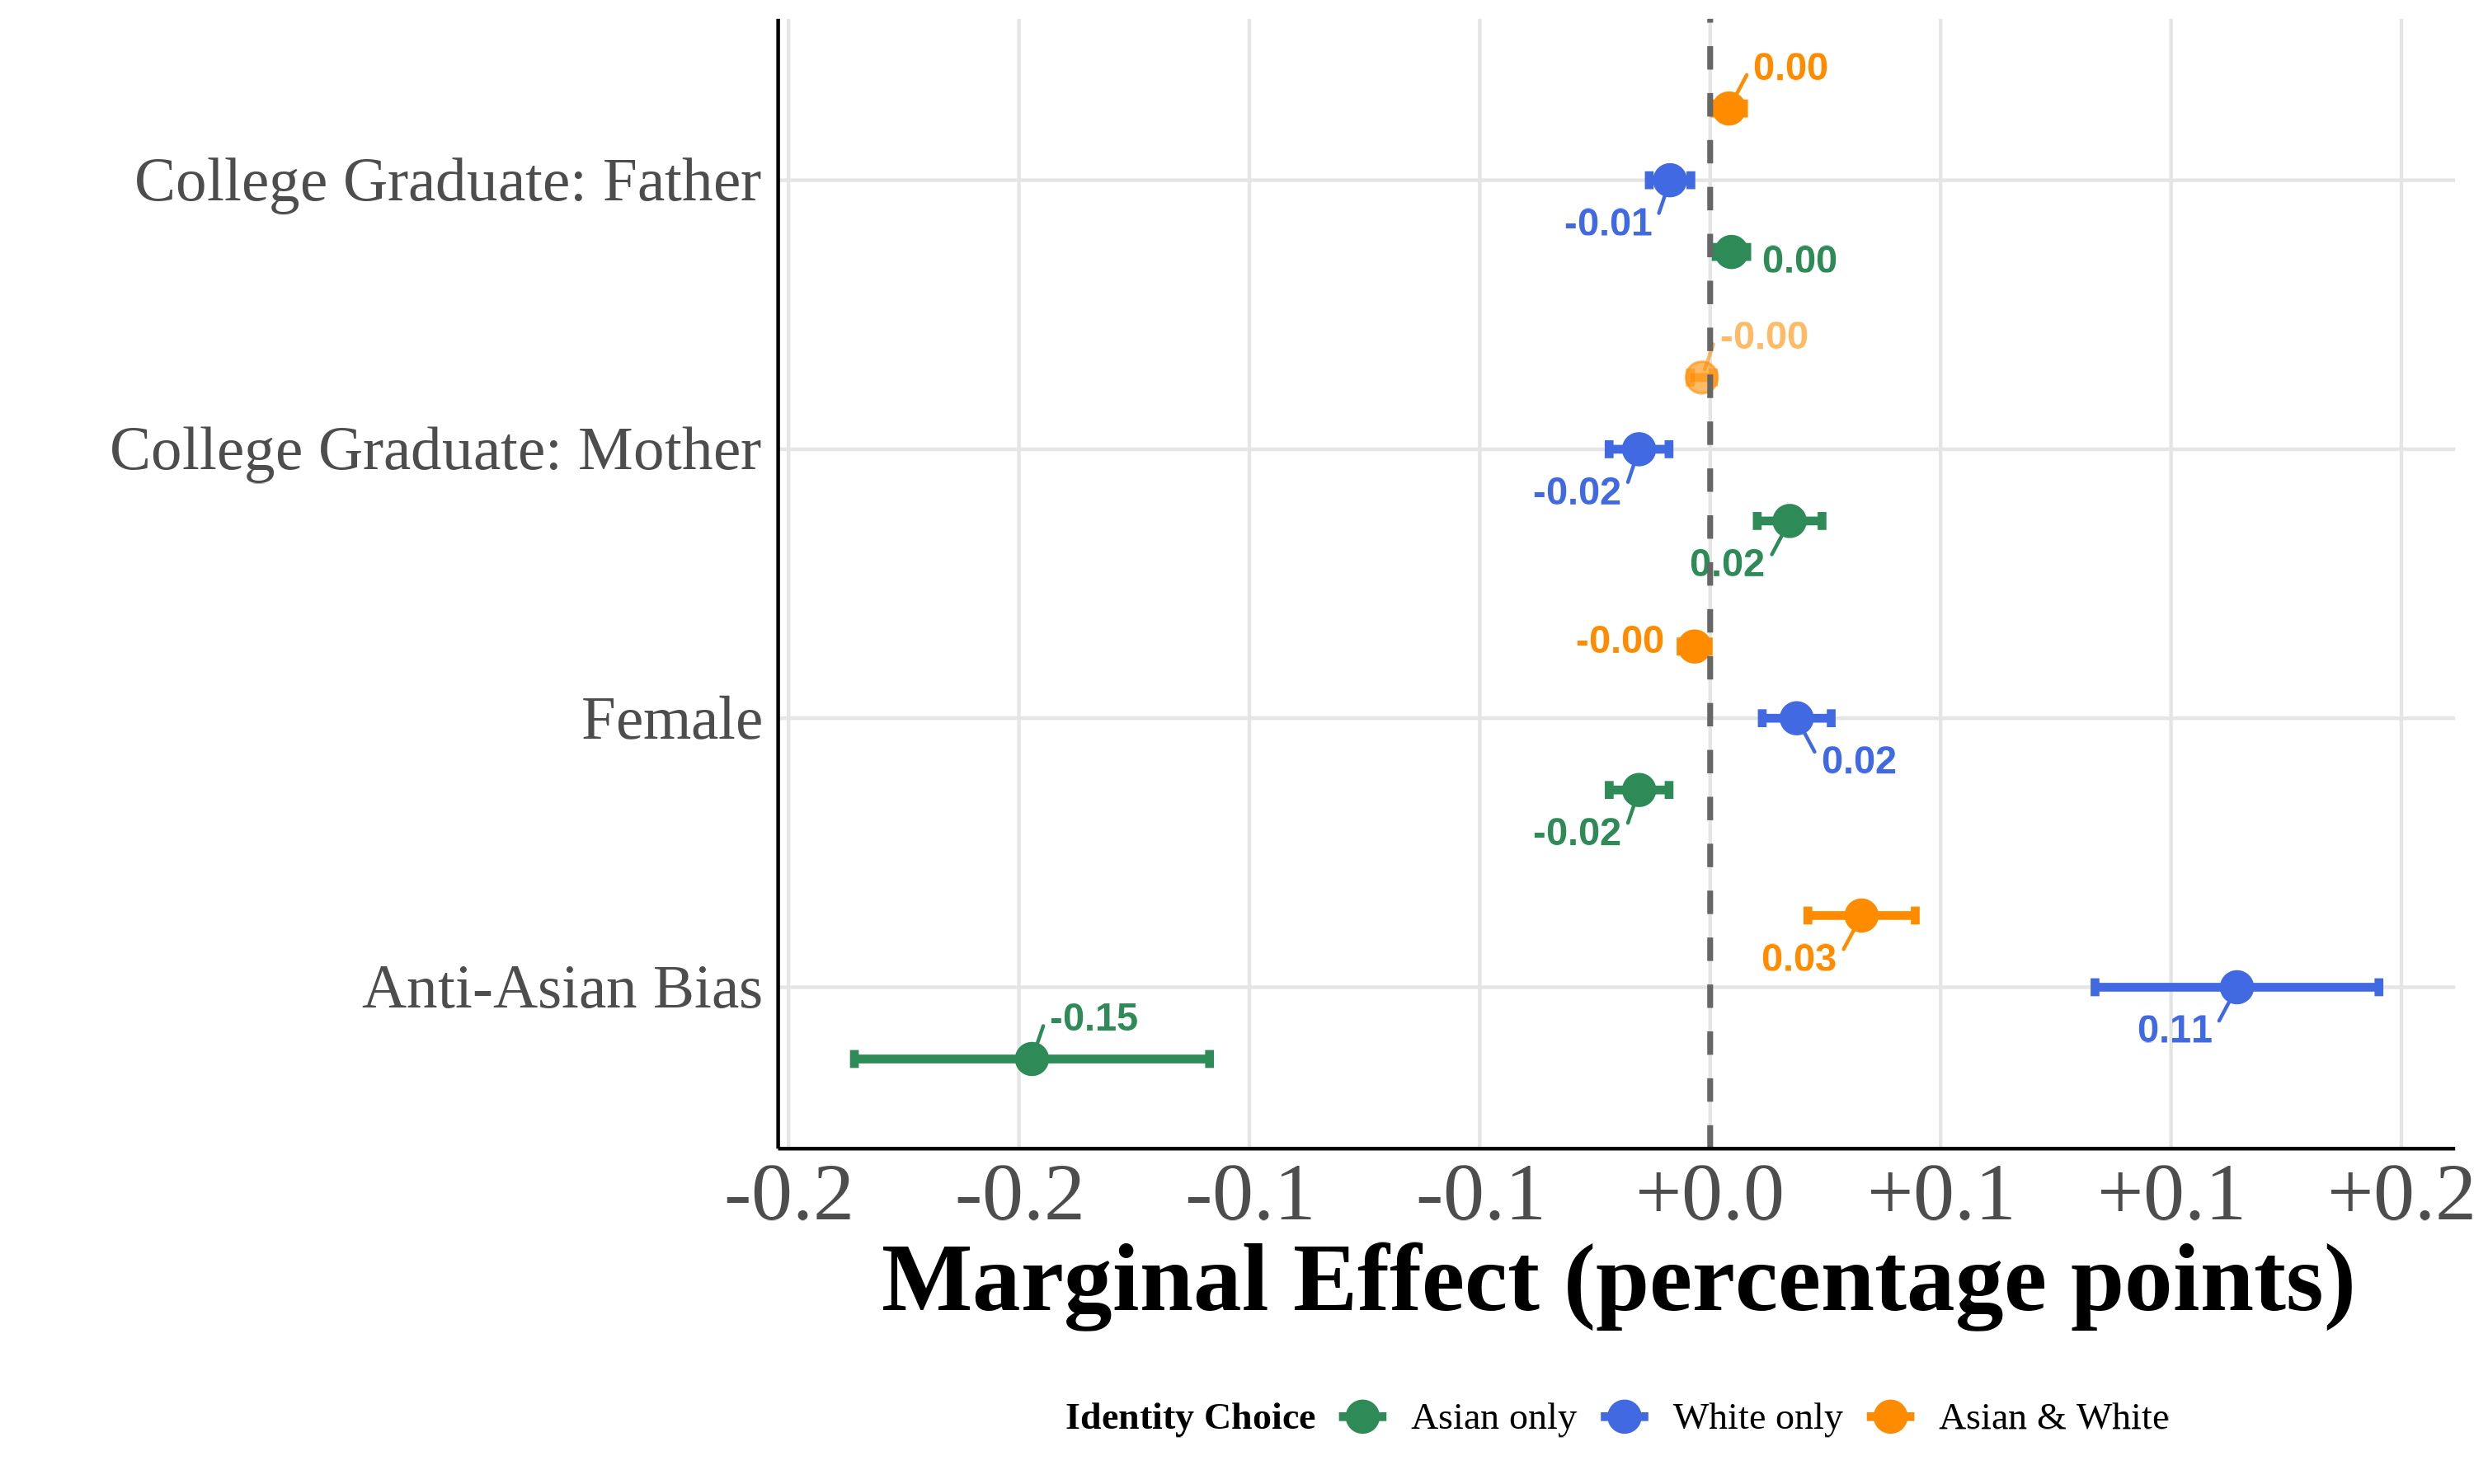 0.00
College Graduate: Father
-0.01
0.00
-0.00
College Graduate: Mother
-0.02
0.02
-0.00
Female
0.02
-0.02
0.03
Anti-Asian Bias
-0.15
0.11
-0.2 -0.2 -0.1 -0.1 +0.0 +0.1 +0.1 +0.2
Marginal Effect (percentage points)
Identity Choice Asian only White only Asian & White